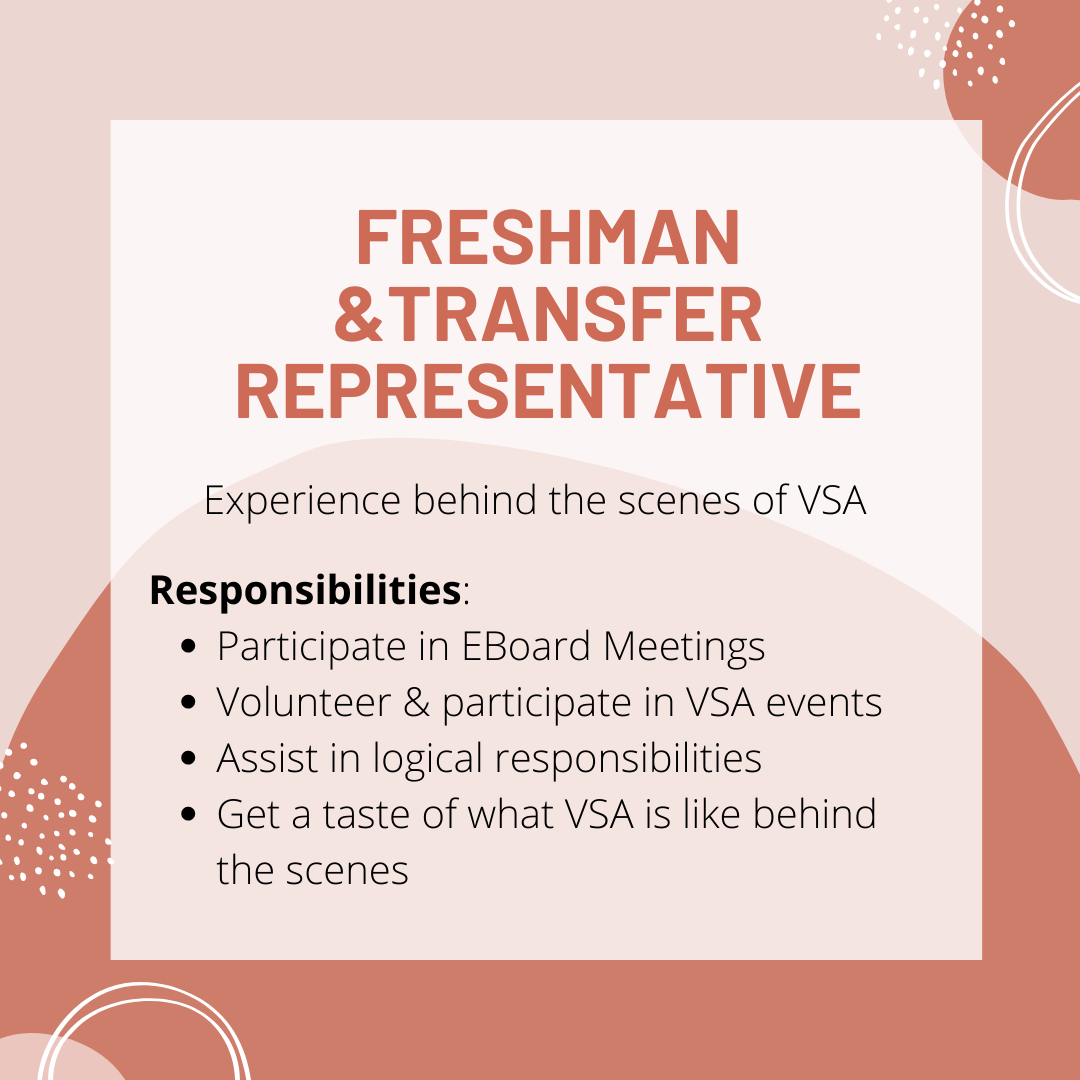 FRESHMAN
&TRANSFER
REPRESENTATIVE
Experience behind the scenes of VSA
Responsibilities:
• Participate in EBoard Meetings
• Volunteer & participate in VSA events
• Assist in logical responsibilities
• Get a taste of what VSA is like behind
the scenes